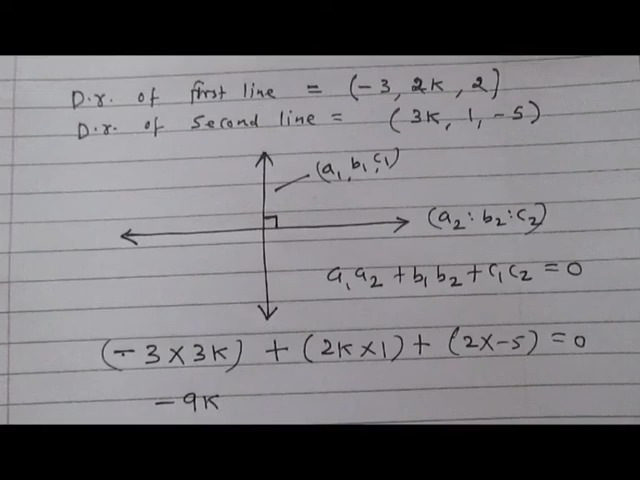 D.r. of first line = (-3, 2K, 2)
D.r. of second line = (3K, 1, -5)
(a₁, b₁, c₁)
(a₂ : b₂ : c₂)
a₁a₂ + b₁b₂ + c₁c₂ = 0
(-3 × 3K) + (2K × 1) + (2 × -5) = 0
-9K